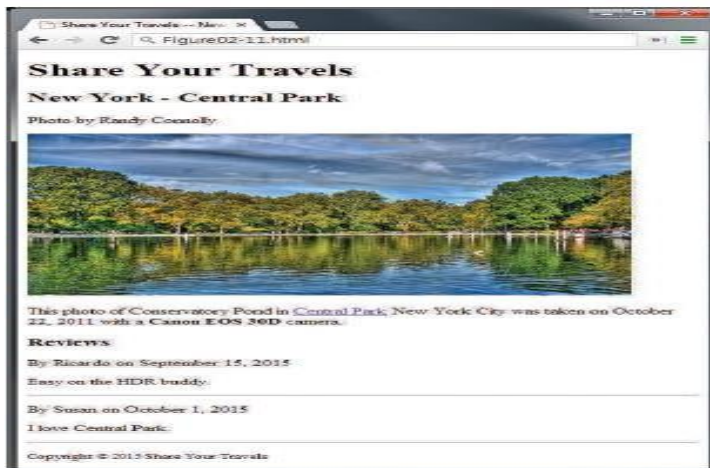 Share Your Travels -- New
Figure02-11.html
Share Your Travels
New York - Central Park
Photo by Randy Connolly
This photo of Conservatory Pond in Central Park New York City was taken on October
22, 2011 with a Canon EOS 30D camera.
Reviews
By Ricardo on September 15, 2015
Easy on the HDR buddy.
By Susan on October 1, 2015
I love Central Park.
Copyright © 2015 Share Your Travels